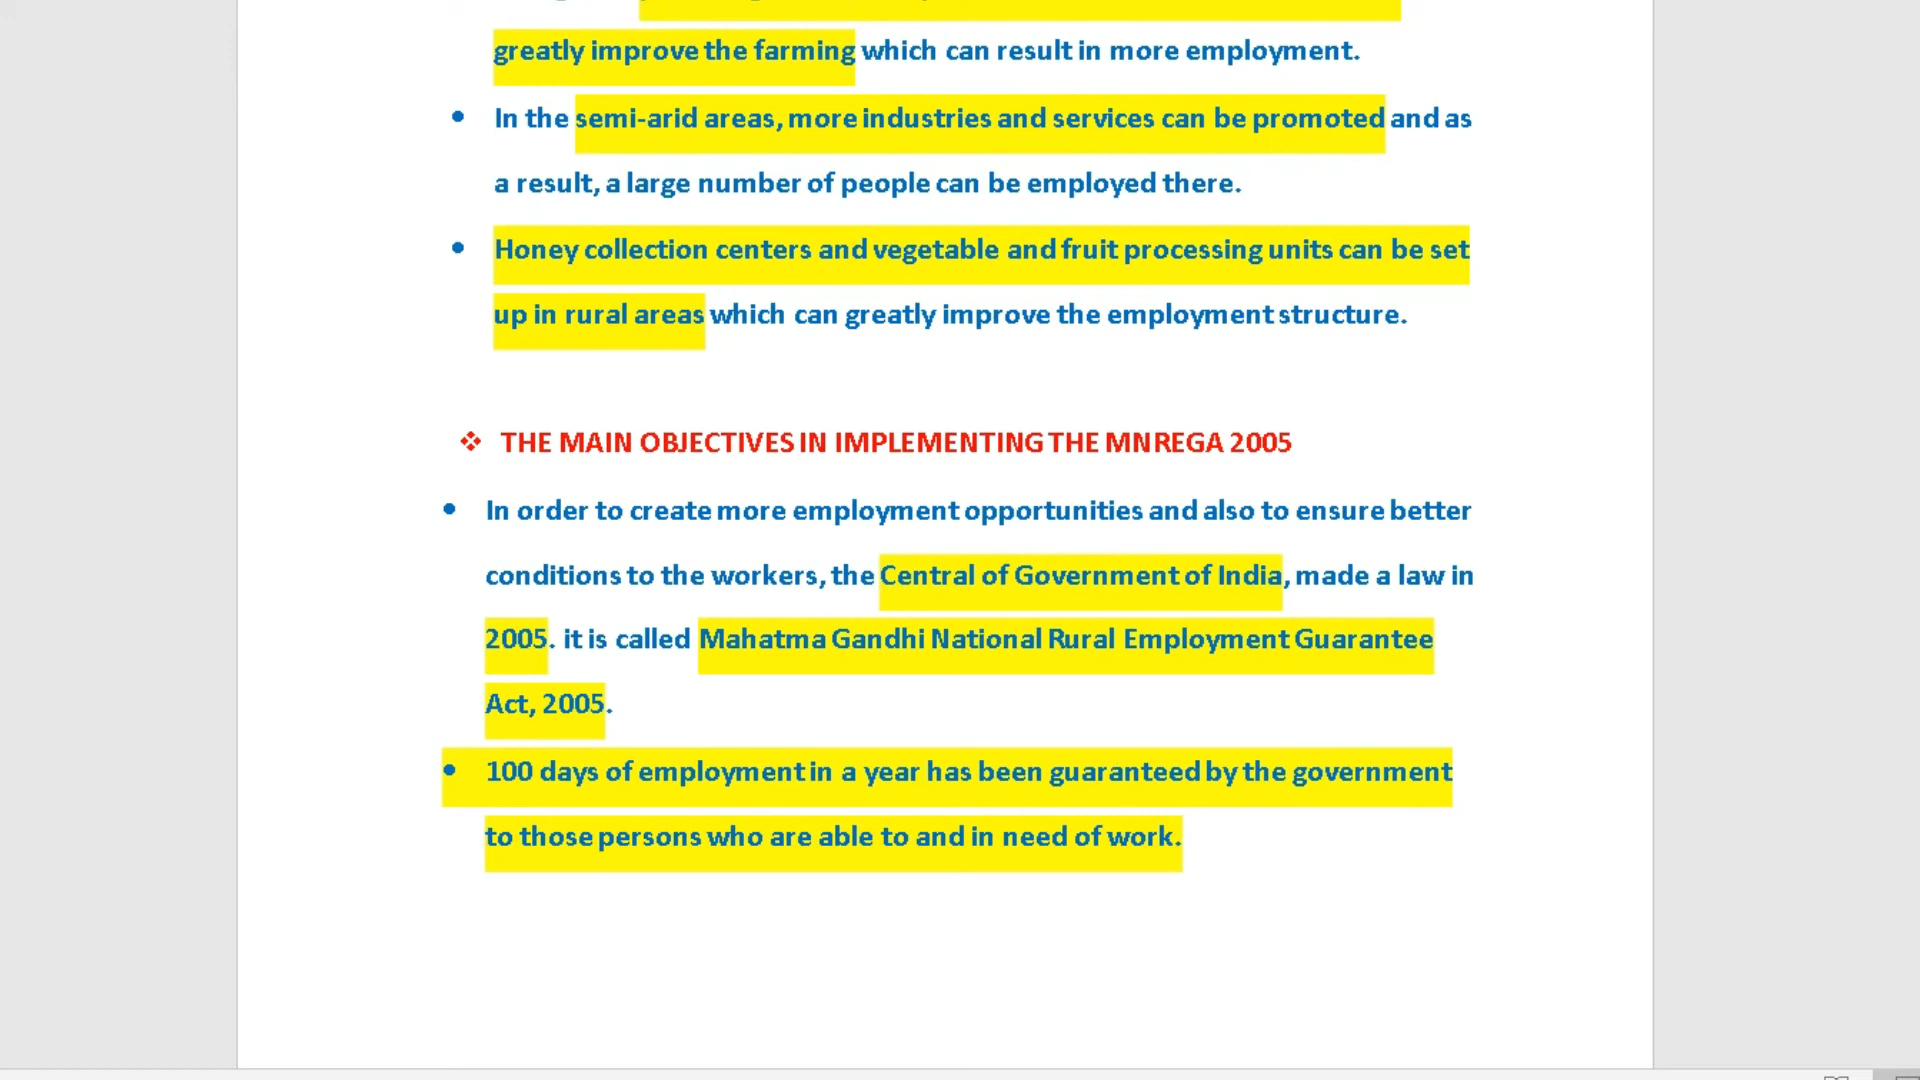 greatly improve the farming which can result in more employment.
• In the semi-arid areas, more industries and services can be promoted and as
a result, a large number of people can be employed there.
• Honey collection centers and vegetable and fruit processing units can be set
up in rural areas which can greatly improve the employment structure.
❖ THE MAIN OBJECTIVES IN IMPLEMENTING THE MNREGA 2005
• In order to create more employment opportunities and also to ensure better
conditions to the workers, the Central of Government of India, made a law in
2005. it is called Mahatma Gandhi National Rural Employment Guarantee
Act, 2005.
• 100 days of employment in a year has been guaranteed by the government
to those persons who are able to and in need of work.